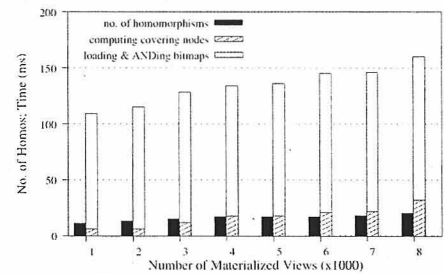 no. of homomorphisms
computing covering nodes
loading & ANDing bitmaps
200
150
100
50
0
No. of Homos; Time (ms)
1 2 3 4 5 6 7 8
Number of Materialized Views (x1000)